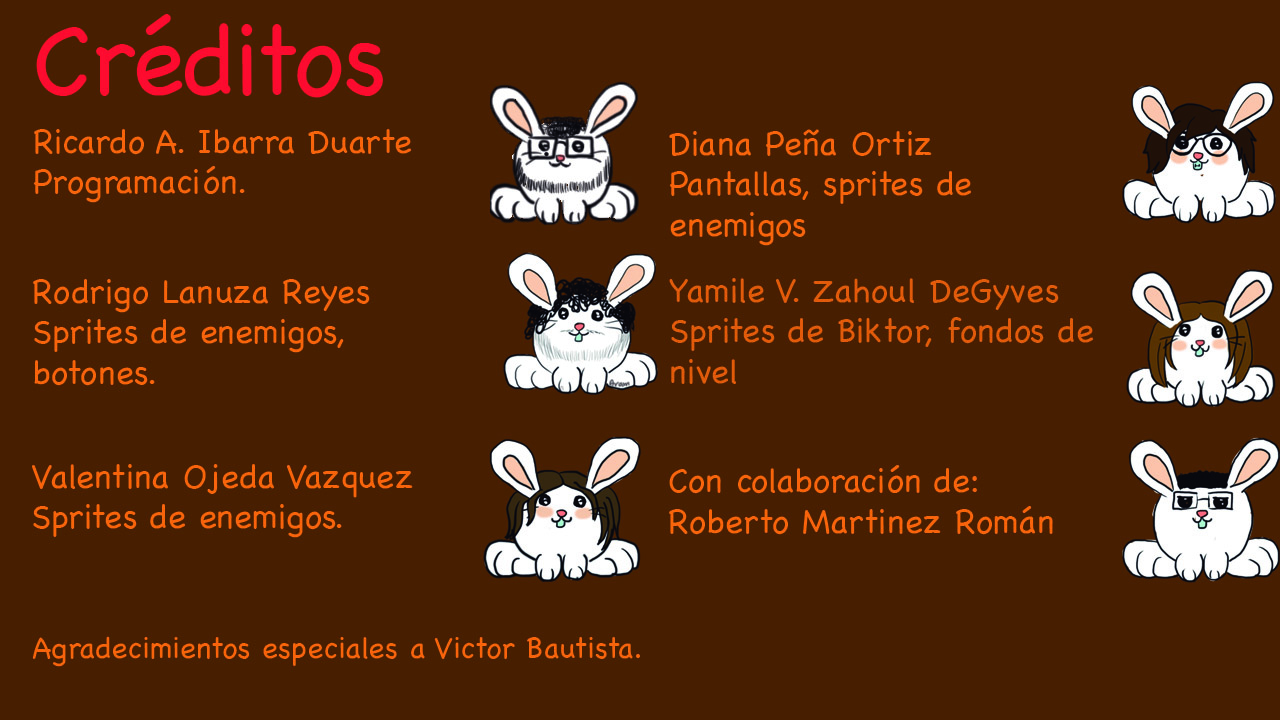 Créditos
Ricardo A. Ibarra Duarte
Programación.
Diana Peña Ortiz
Pantallas, sprites de
enemigos
Rodrigo Lanuza Reyes
Sprites de enemigos,
botones.
Yamile V. Zahoul DeGyves
Sprites de Biktor, fondos de
nivel
Valentina Ojeda Vazquez
Sprites de enemigos.
Con colaboración de:
Roberto Martinez Román
Agradecimientos especiales a Victor Bautista.